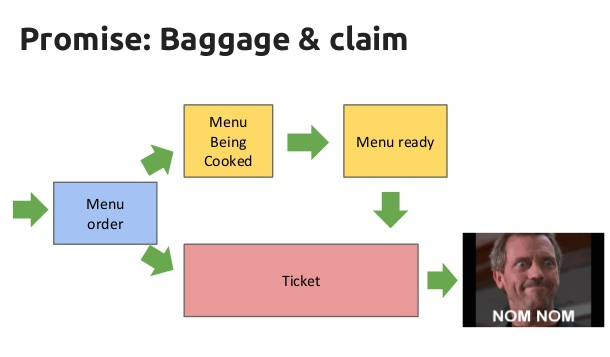 Promise: Baggage & claim
Menu
Being
Cooked
Menu ready
Menu
order
Ticket
NOM NOM